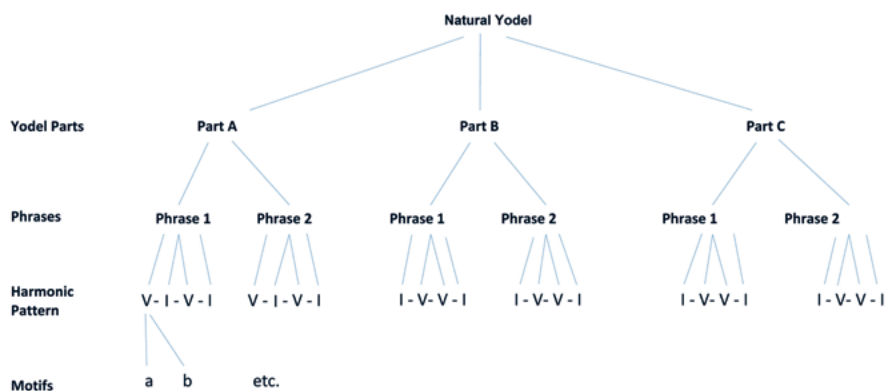 Natural Yodel
Yodel Parts Part A Part B Part C
Phrases Phrase 1 Phrase 2 Phrase 1 Phrase 2 Phrase 1 Phrase 2
Harmonic
Pattern V - I - V - I V - I - V - I I - V- V - I I - V- V - I I - V- V - I I - V- V - I
Motifs a b etc.